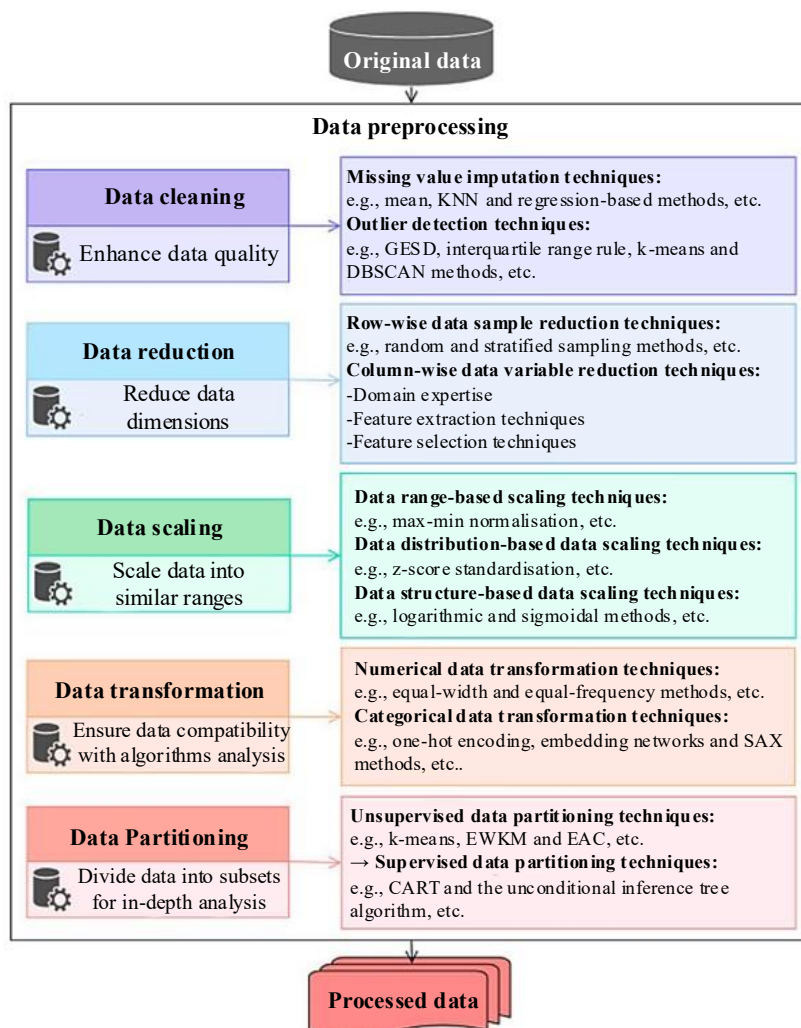 Original data
Data preprocessing
Data cleaning
Enhance data quality
Missing value imputation techniques:
e.g., mean, KNN and regression-based methods, etc.
Outlier detection techniques:
e.g., GESD, interquartile range rule, k-means and
DBSCAN methods, etc.
Data reduction
Reduce data
dimensions
Row-wise data sample reduction techniques:
e.g., random and stratified sampling methods, etc.
Column-wise data variable reduction techniques:
-Domain expertise
-Feature extraction techniques
-Feature selection techniques
Data scaling
Scale data into
similar ranges
Data range-based scaling techniques:
e.g., max-min normalisation, etc.
Data distribution-based data scaling techniques:
e.g., z-score standardisation, etc.
Data structure-based data scaling techniques:
e.g., logarithmic and sigmoidal methods, etc.
Data transformation
Ensure data compatibility
with algorithms analysis
Numerical data transformation techniques:
e.g., equal-width and equal-frequency methods, etc.
Categorical data transformation techniques:
e.g., one-hot encoding, embedding networks and SAX
methods, etc..
Data Partitioning
Divide data into subsets
for in-depth analysis
Unsupervised data partitioning techniques:
e.g., k-means, EWKM and EAC, etc.
→ Supervised data partitioning techniques:
e.g., CART and the unconditional inference tree
algorithm, etc.
Processed data